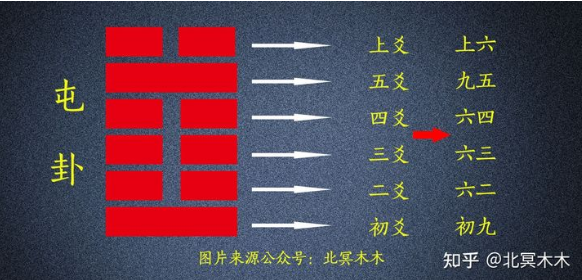 屯卦
上爻 上六
五爻 九五
四爻 六四
三爻 六三
二爻 六二
初爻 初九
图片来源公众号：北冥木木
知乎 @北冥木木